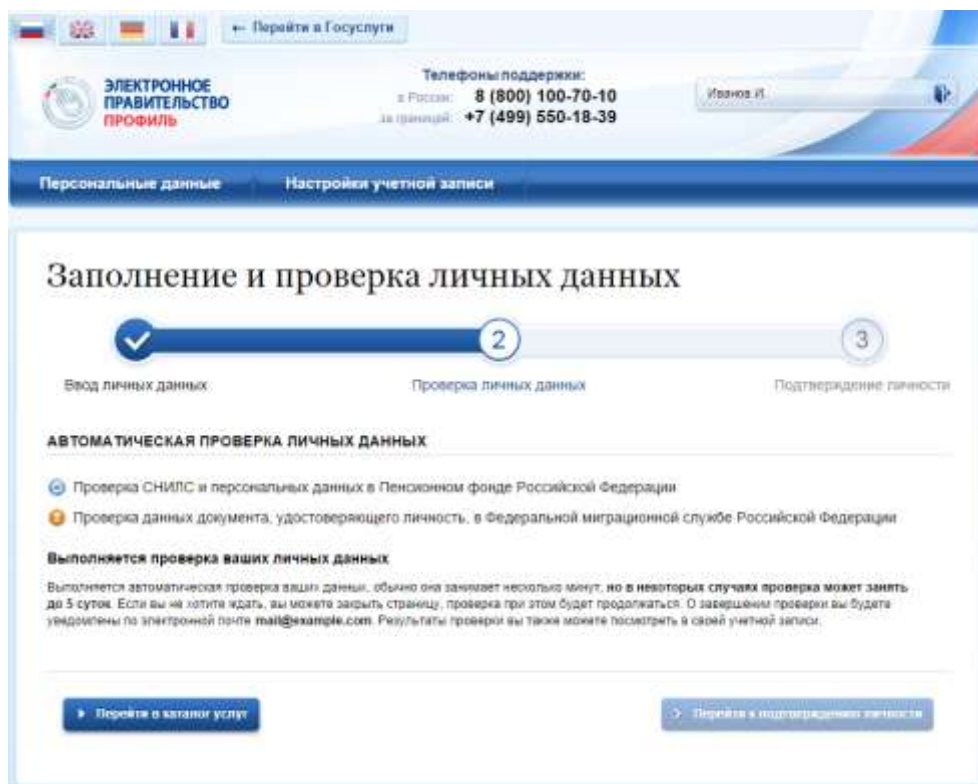 ← Перейти в Госуслуги
ЭЛЕКТРОННОЕ
ПРАВИТЕЛЬСТВО
ПРОФИЛЬ
Телефоны поддержки:
в России: 8 (800) 100-70-10
за границей: +7 (499) 550-18-39
Иванов И.
Персональные данные Настройки учетной записи
Заполнение и проверка личных данных
2 3
Ввод личных данных Проверка личных данных Подтверждение личности
АВТОМАТИЧЕСКАЯ ПРОВЕРКА ЛИЧНЫХ ДАННЫХ
Проверка СНИЛС и персональных данных в Пенсионном фонде Российской Федерации
Проверка данных документа, удостоверяющего личность, в Федеральной миграционной службе Российской Федерации
Выполняется проверка ваших личных данных
Выполняется автоматическая проверка ваших данных, обычно она занимает несколько минут, но в некоторых случаях проверка может занять
до 5 суток. Если вы не хотите ждать, вы можете закрыть страницу, проверка при этом будет продолжаться. О завершении проверки вы будете
уведомлены по электронной почте mail@example.com. Результаты проверки вы также можете посмотреть в своей учетной записи.
Перейти в каталог услуг Перейти к подтверждению личности